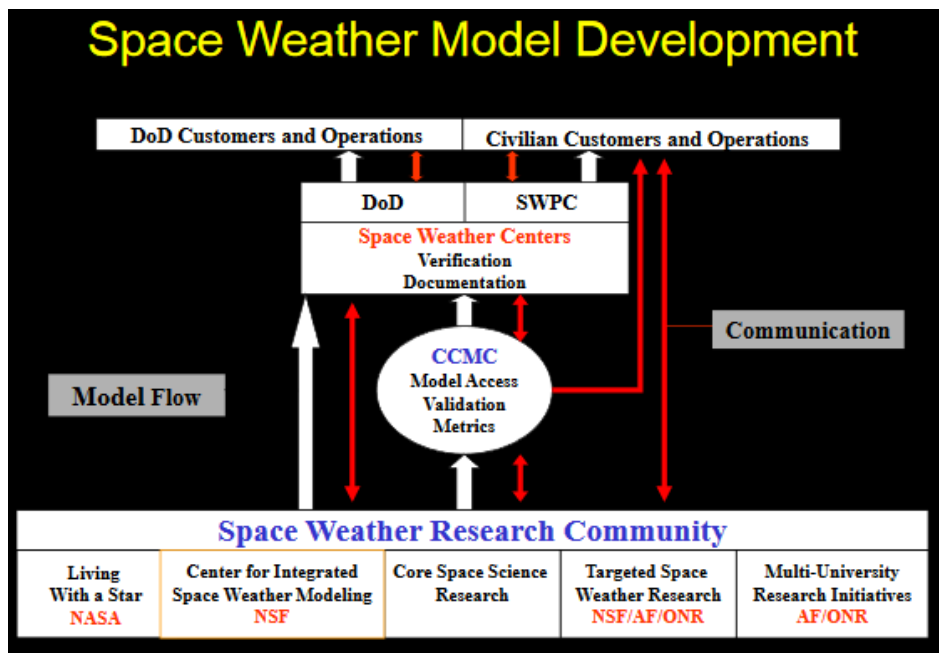 Space Weather Model Development
DoD Customers and Operations
Civilian Customers and Operations
DoD
SWPC
Space Weather Centers
Verification
Documentation
Communication
CCMC
Model Access
Validation
Metrics
Model Flow
Space Weather Research Community
Living
With a Star
NASA
Center for Integrated
Space Weather Modeling
NSF
Core Space Science
Research
Targeted Space
Weather Research
NSF/AF/ONR
Multi-University
Research Initiatives
AF/ONR